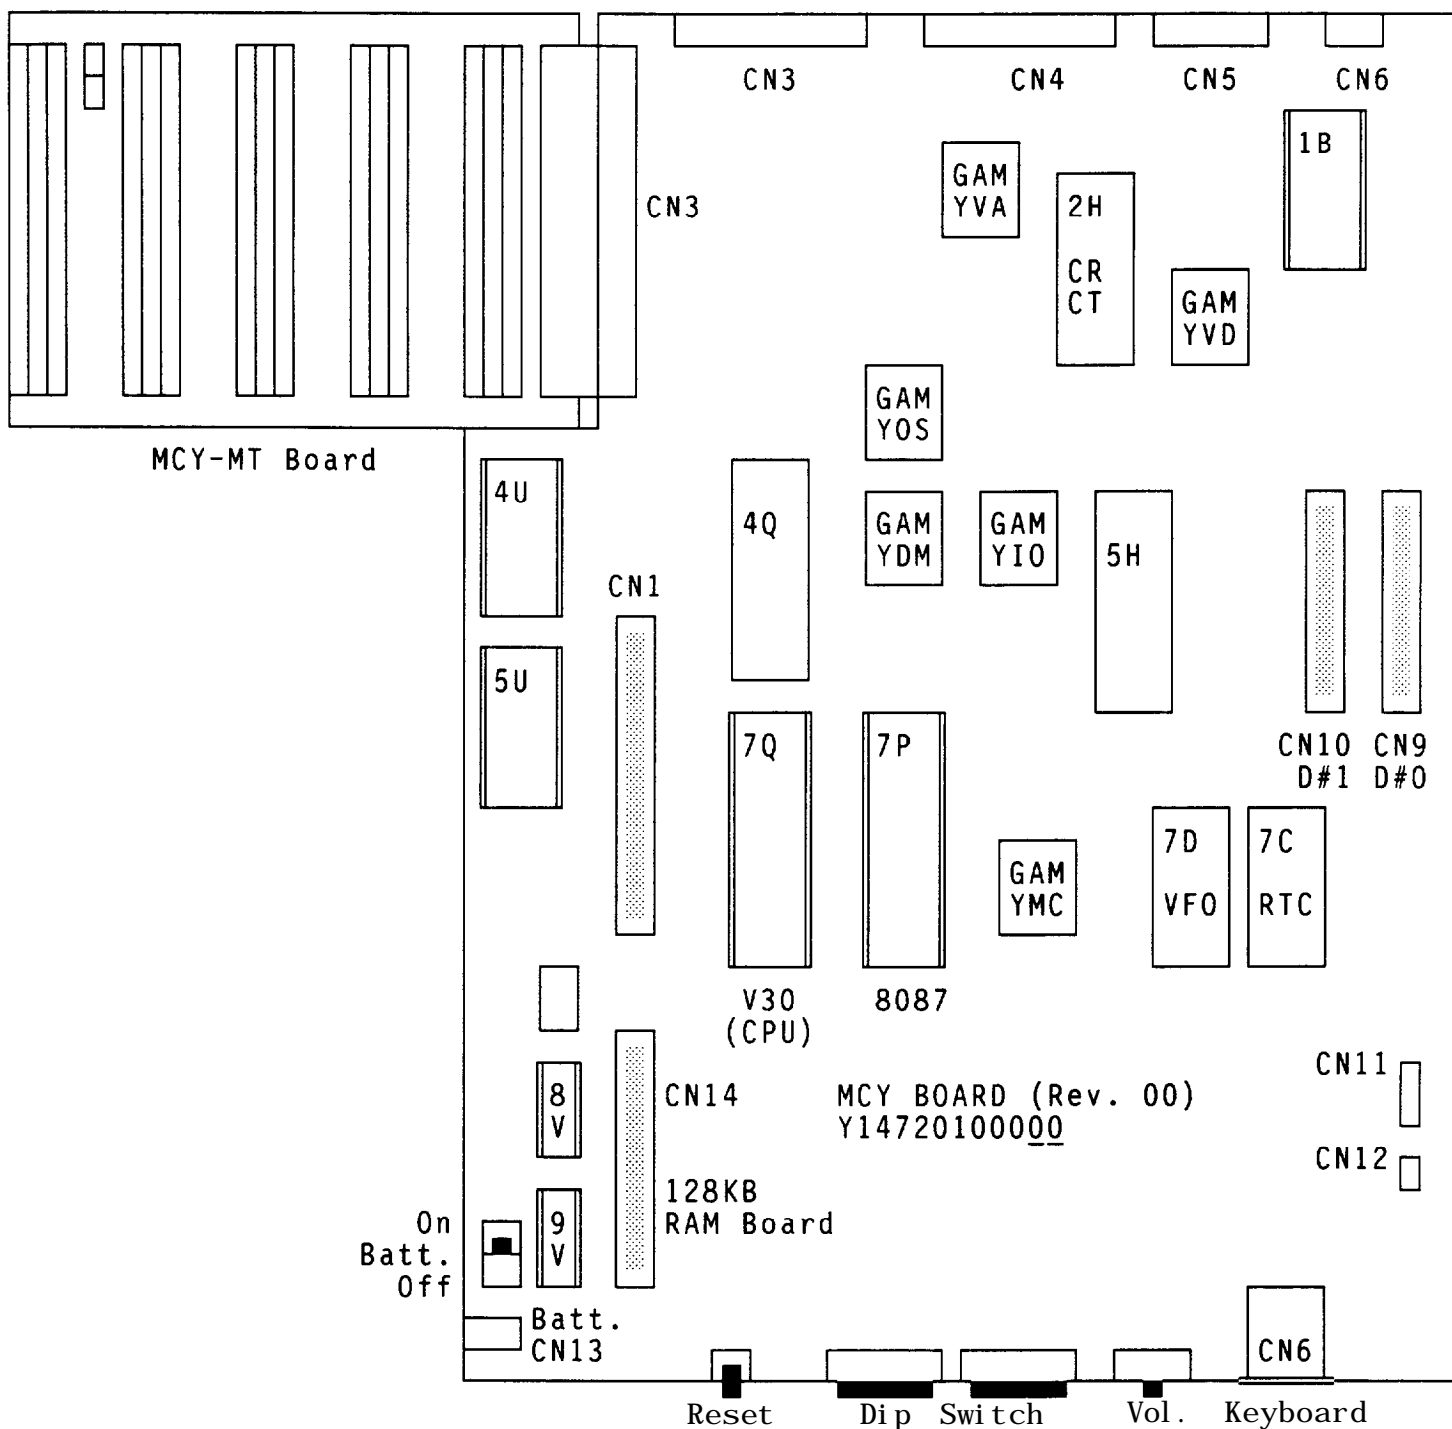 CN3
CN4
CN5
CN6
1B
GAM
YVA
2H
CR
CT
CN3
GAM
YVD
GAM
YOS
MCY-MT Board
4U
4Q
GAM
YDM
GAM
YIO
5H
CN1
5U
7Q
7P
CN10
D#1
CN9
D#0
7D
VFO
7C
RTC
GAM
YMC
V30
(CPU)
8087
CN11
8
V
CN14
MCY BOARD (Rev. 00)
Y14720100000
CN12
128KB
RAM Board
On
Batt.
Off
9
V
Batt.
CN13
CN6
Reset
Dip Switch
Vol.
Keyboard